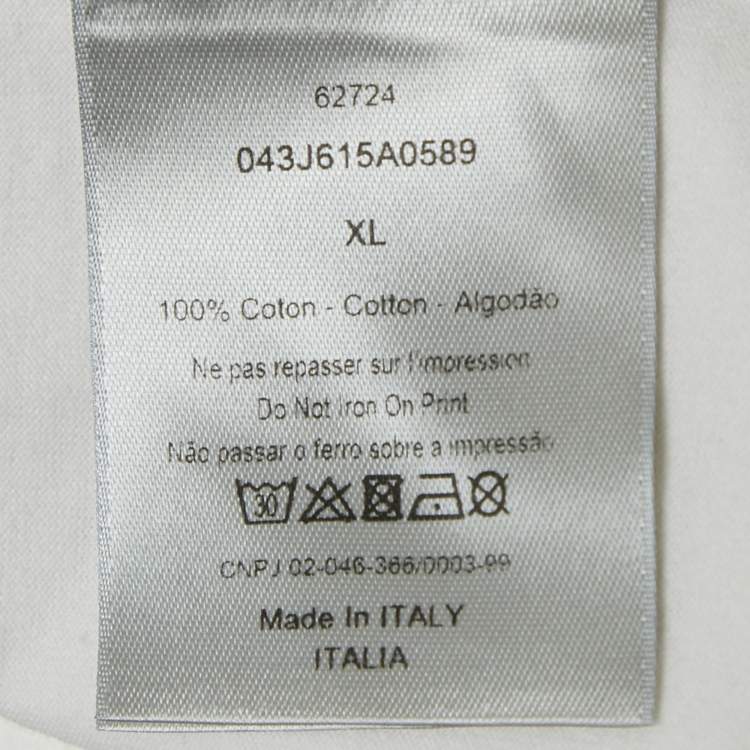 62724
043J615A0589
XL
100% Coton - Cotton - Algodão
Ne pas repasser sur l'impression
Do Not Iron On Print
Não passar o ferro sobre a impressão
30
CNPJ 02-046-366/0003-99
Made In ITALY
ITALIA